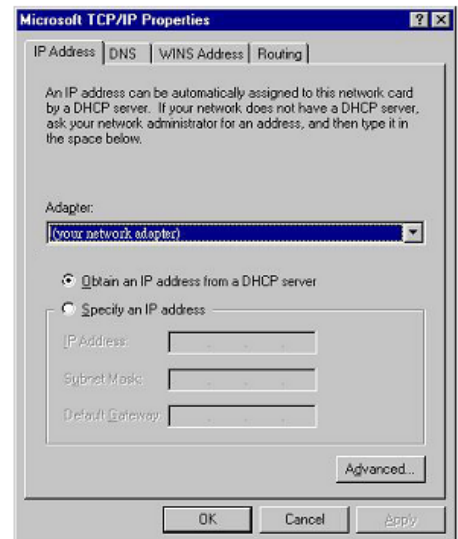 Microsoft TCP/IP Properties
IP Address DNS WINS Address Routing
An IP address can be automatically assigned to this network card
by a DHCP server. If your network does not have a DHCP server,
ask your network administrator for an address, and then type it in
the space below.
Adapter:
(your network adapter)
Obtain an IP address from a DHCP server
Specify an IP address
IP Address:
Subnet Mask:
Default Gateway:
Advanced...
OK Cancel Apply